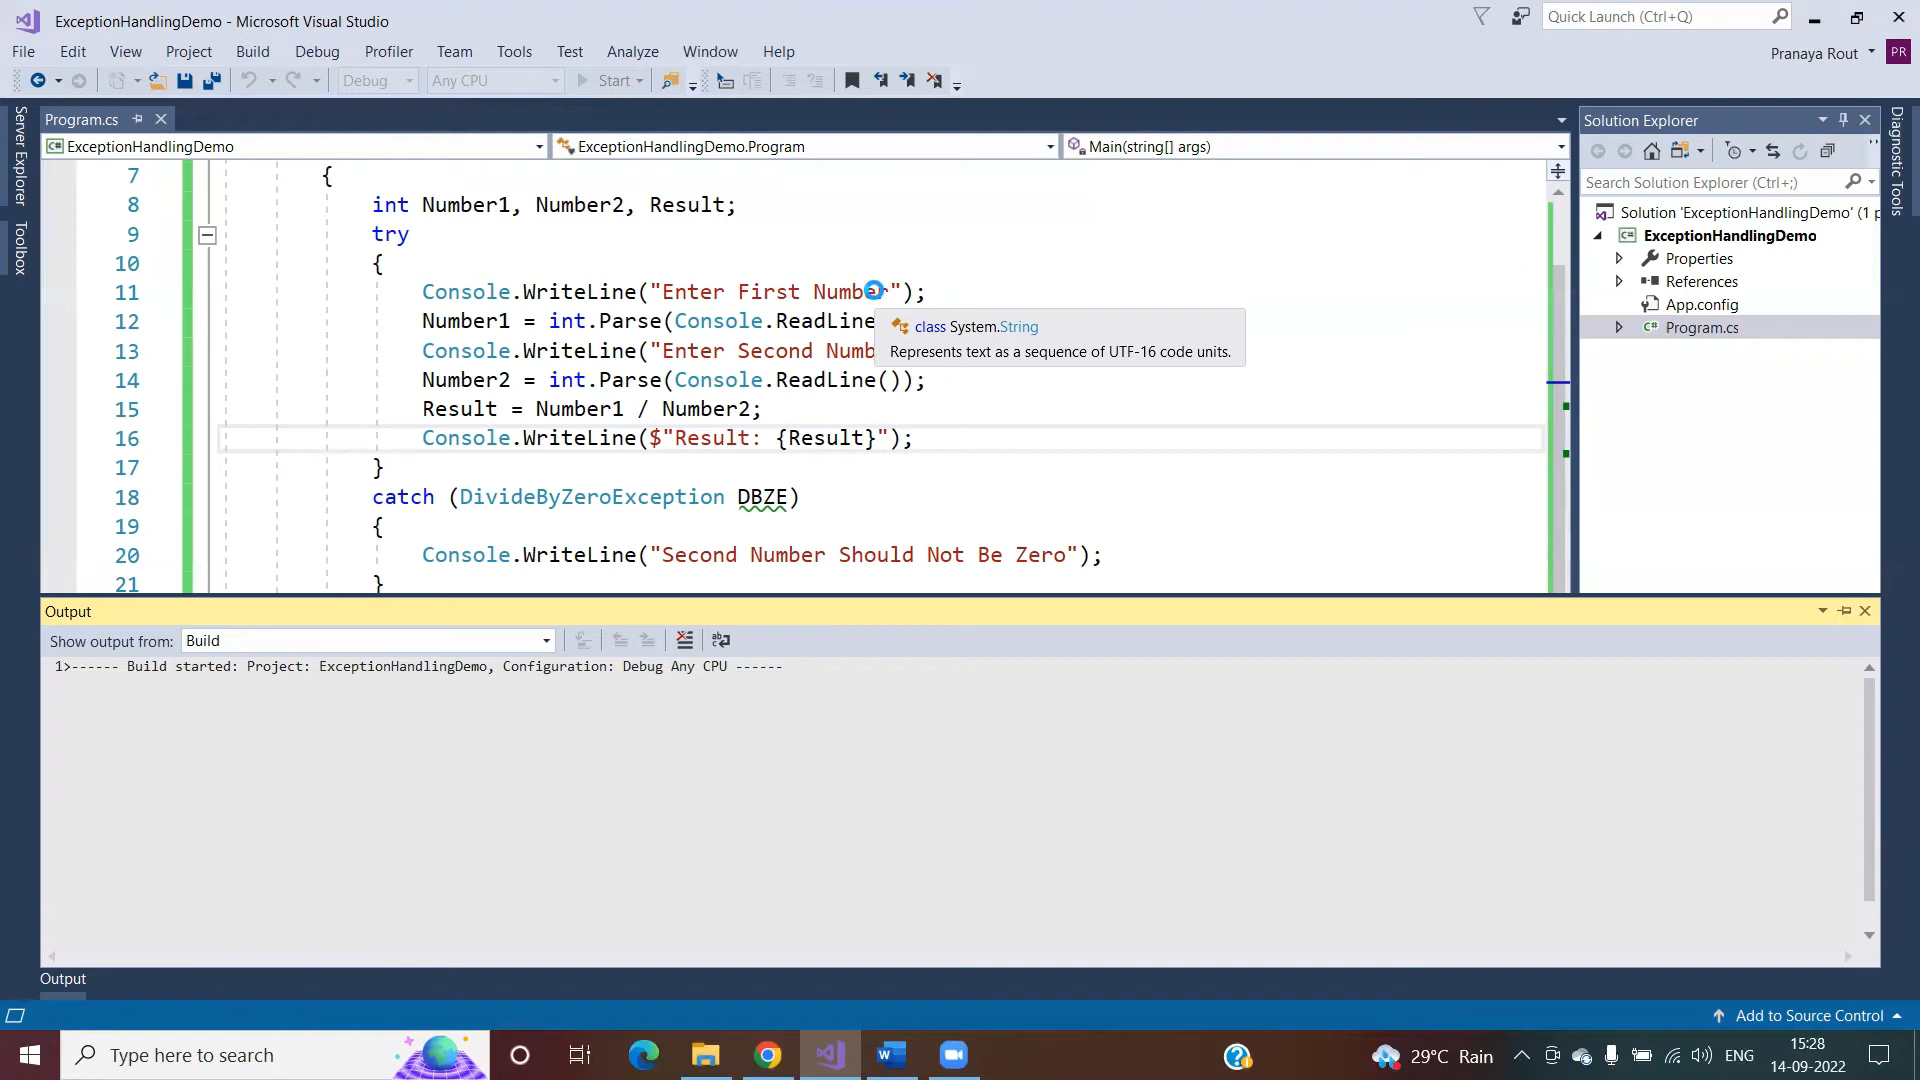 ExceptionHandlingDemo - Microsoft Visual Studio
Quick Launch (Ctrl+Q)
File Edit View Project Build Debug Profiler Team Tools Test Analyze Window Help
Pranaya Rout PR
Debug Any CPU Start
Server Explorer
Toolbox
Program.cs
ExceptionHandlingDemo ExceptionHandlingDemo.Program Main(string[] args)
7 {
8 int Number1, Number2, Result;
9 try
10 {
11 Console.WriteLine("Enter First Number");
12 Number1 = int.Parse(Console.ReadLine
13 Console.WriteLine("Enter Second Numb
14 Number2 = int.Parse(Console.ReadLine());
15 Result = Number1 / Number2;
16 Console.WriteLine($"Result: {Result}");
17 }
18 catch (DivideByZeroException DBZE)
19 {
20 Console.WriteLine("Second Number Should Not Be Zero");
21 }
class System.String
Represents text as a sequence of UTF-16 code units.
Solution Explorer
Search Solution Explorer (Ctrl+;)
Solution 'ExceptionHandlingDemo' (1 p
C# ExceptionHandlingDemo
Properties
References
App.config
C# Program.cs
Diagnostic Tools
Output
Show output from: Build
1>------ Build started: Project: ExceptionHandlingDemo, Configuration: Debug Any CPU ------
Output
Add to Source Control
Type here to search
29°C Rain
ENG
15:28
14-09-2022